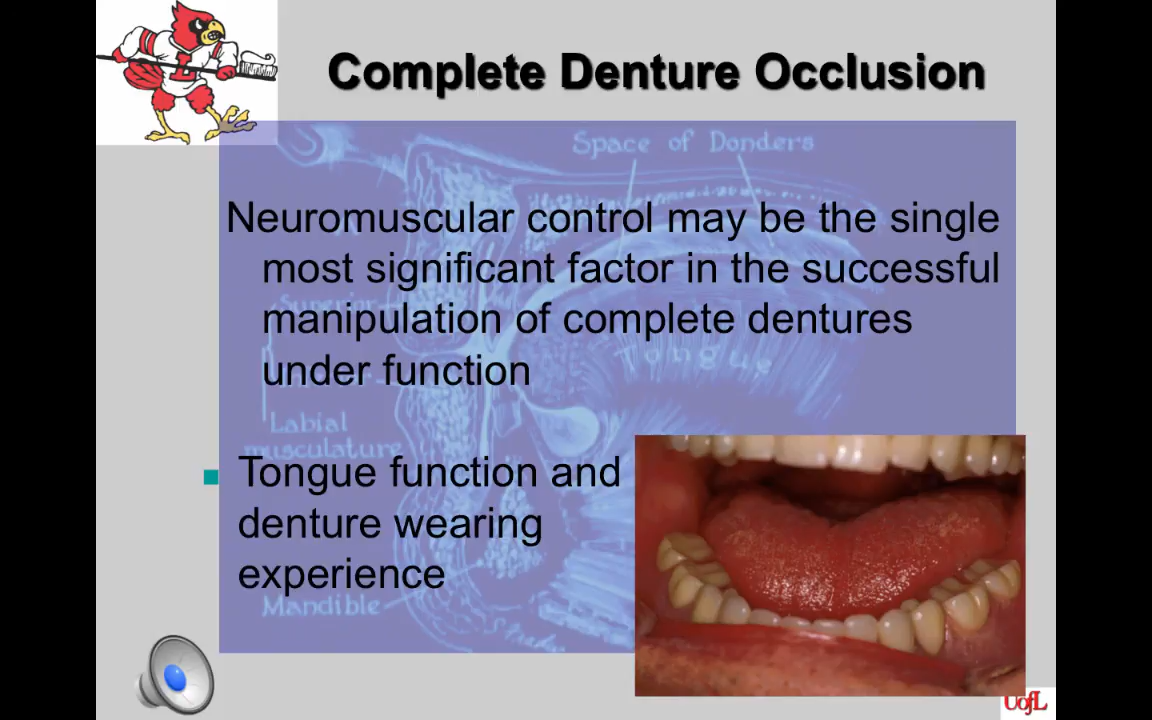 Complete Denture Occlusion
Space of Donders
Neuromuscular control may be the single
most significant factor in the successful
Superior
manipulation of complete dentures
Tongue
under function
Labial
musculature
Tongue function and
denture wearing
experience
Mandible
UofL